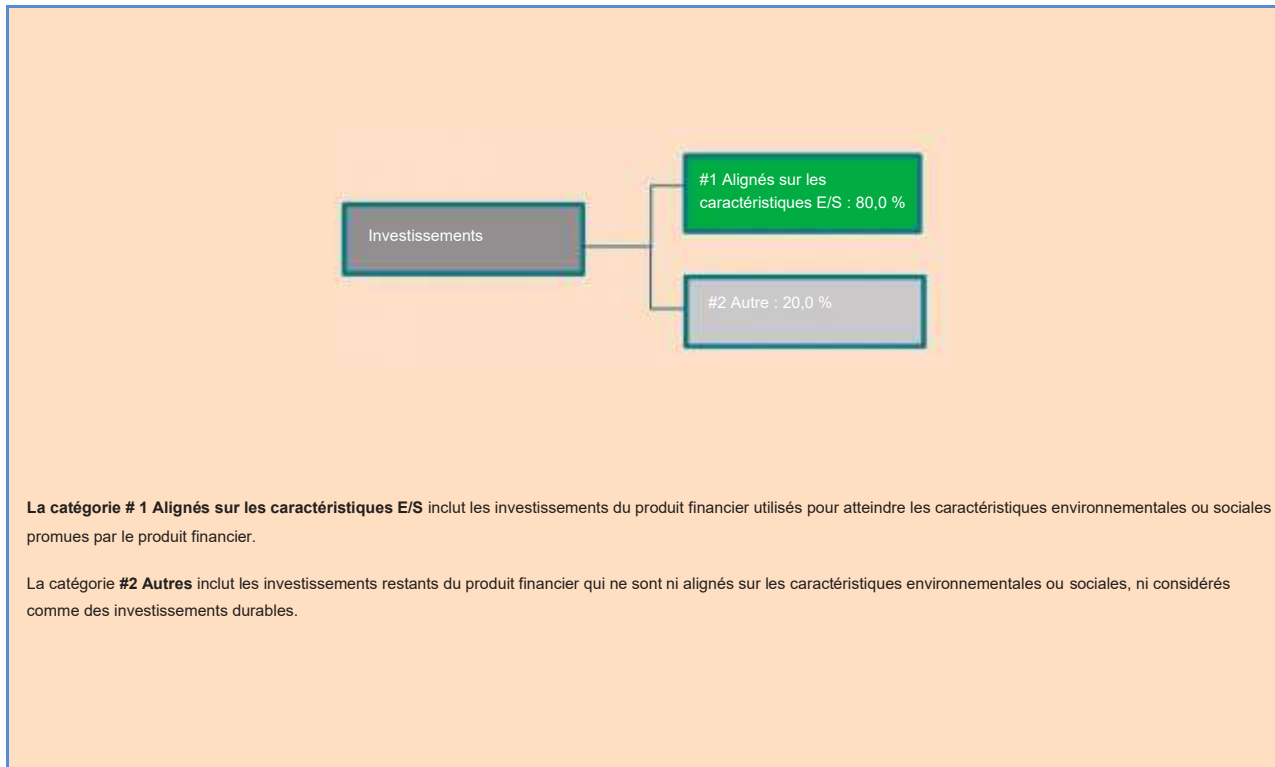 #1 Alignés sur les
caractéristiques E/S : 80,0 %
Investissements
#2 Autre : 20,0 %
La catégorie # 1 Alignés sur les caractéristiques E/S inclut les investissements du produit financier utilisés pour atteindre les caractéristiques environnementales ou sociales
promues par le produit financier.
La catégorie #2 Autres inclut les investissements restants du produit financier qui ne sont ni alignés sur les caractéristiques environnementales ou sociales, ni considérés
comme des investissements durables.